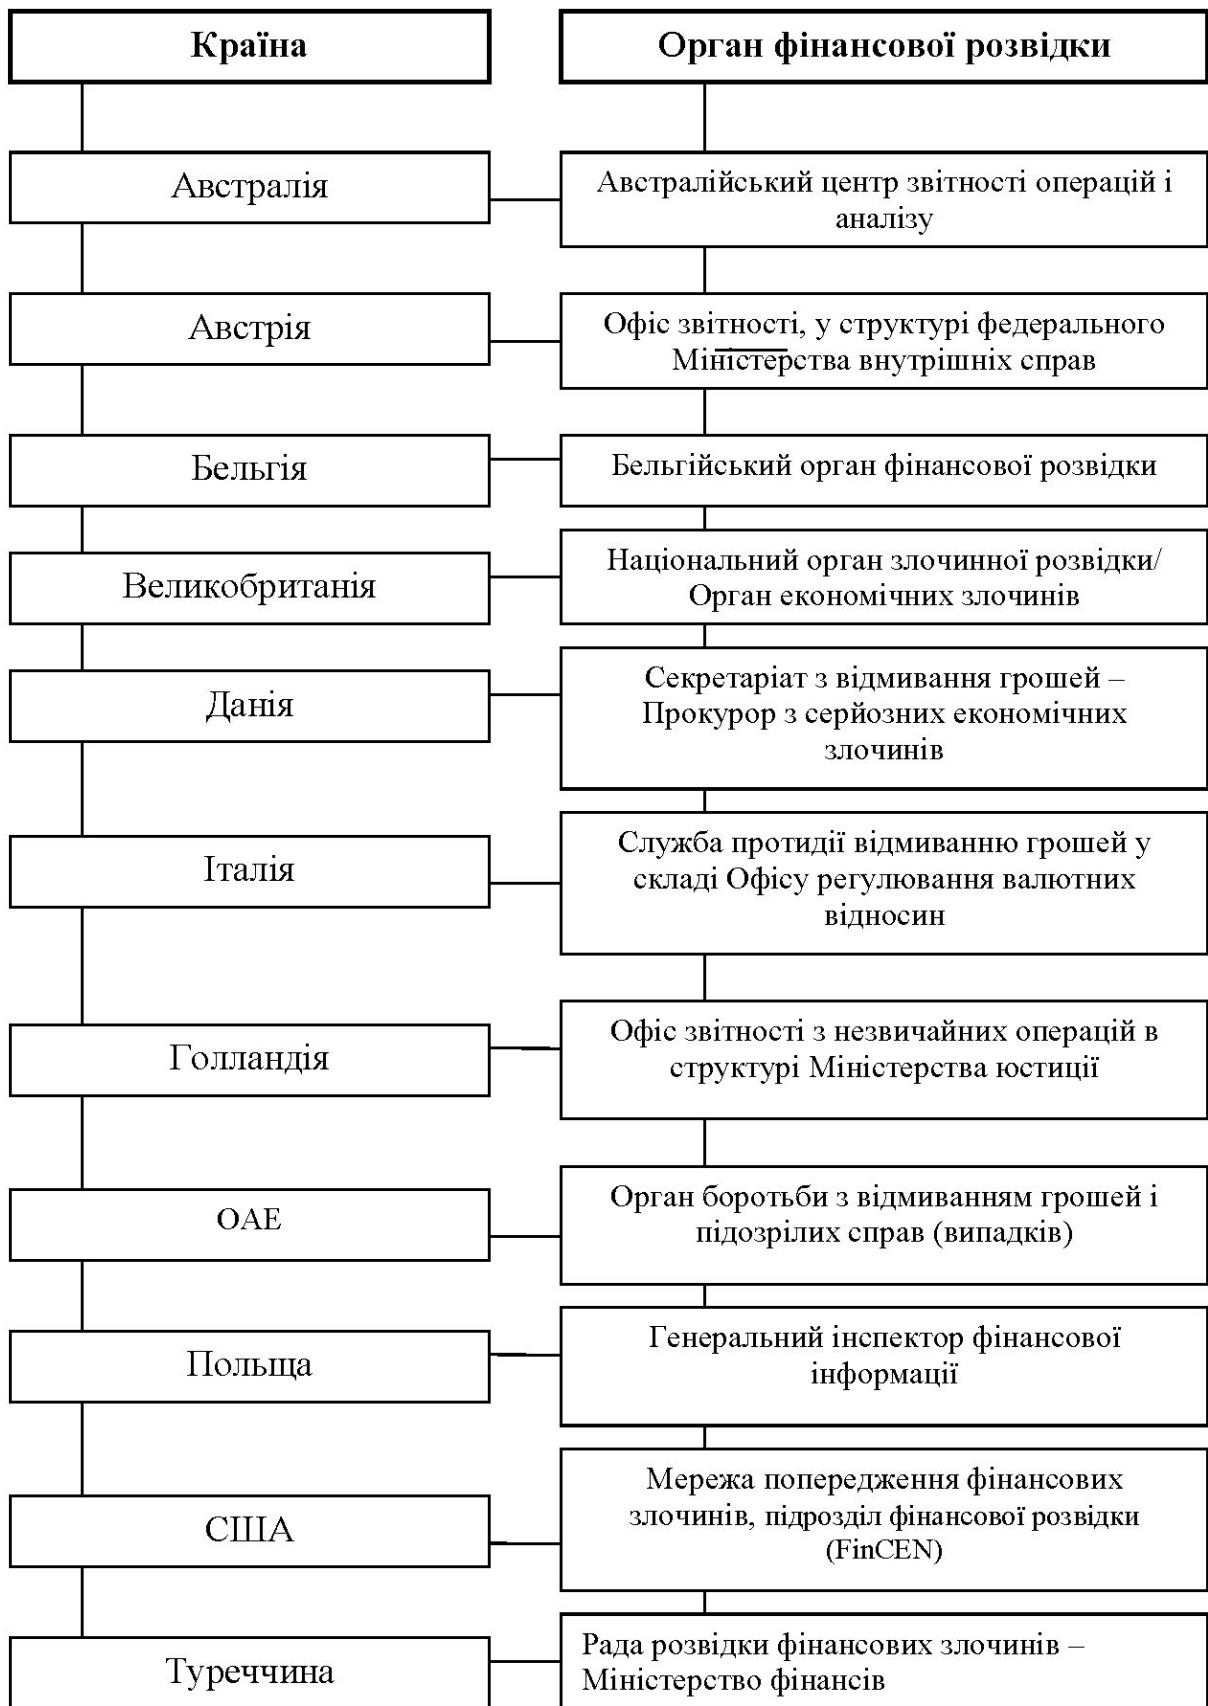 Країна
Орган фінансової розвідки
Австралія
Австралійський центр звітності операцій і
аналізу
Австрія
Офіс звітності, у структурі федерального
Міністерства внутрішніх справ
Бельгія
Бельгійський орган фінансової розвідки
Великобританія
Національний орган злочинної розвідки/
Орган економічних злочинів
Данія
Секретаріат з відмивання грошей –
Прокурор з серйозних економічних
злочинів
Італія
Служба протидії відмиванню грошей у
складі Офісу регулювання валютних
відносин
Голландія
Офіс звітності з незвичайних операцій в
структурі Міністерства юстиції
ОАЕ
Орган боротьби з відмиванням грошей і
підозрілих справ (випадків)
Польща
Генеральний інспектор фінансової
інформації
США
Мережа попередження фінансових
злочинів, підрозділ фінансової розвідки
(FinCEN)
Туреччина
Рада розвідки фінансових злочинів –
Міністерство фінансів